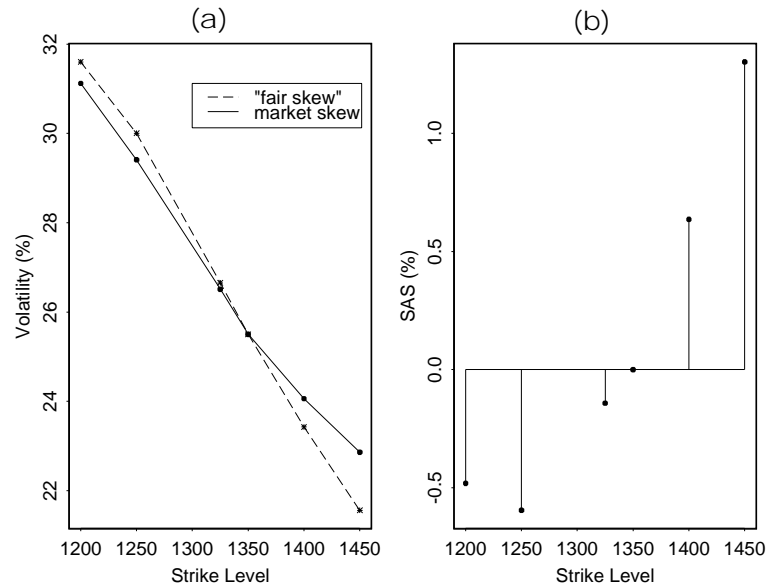 (a)
32
30
28
26
24
22
Volatility (%)
"fair skew"
market skew
1200 1250 1300 1350 1400 1450
Strike Level
(b)
1.0
0.5
0.0
-0.5
SAS (%)
1200 1250 1300 1350 1400 1450
Strike Level